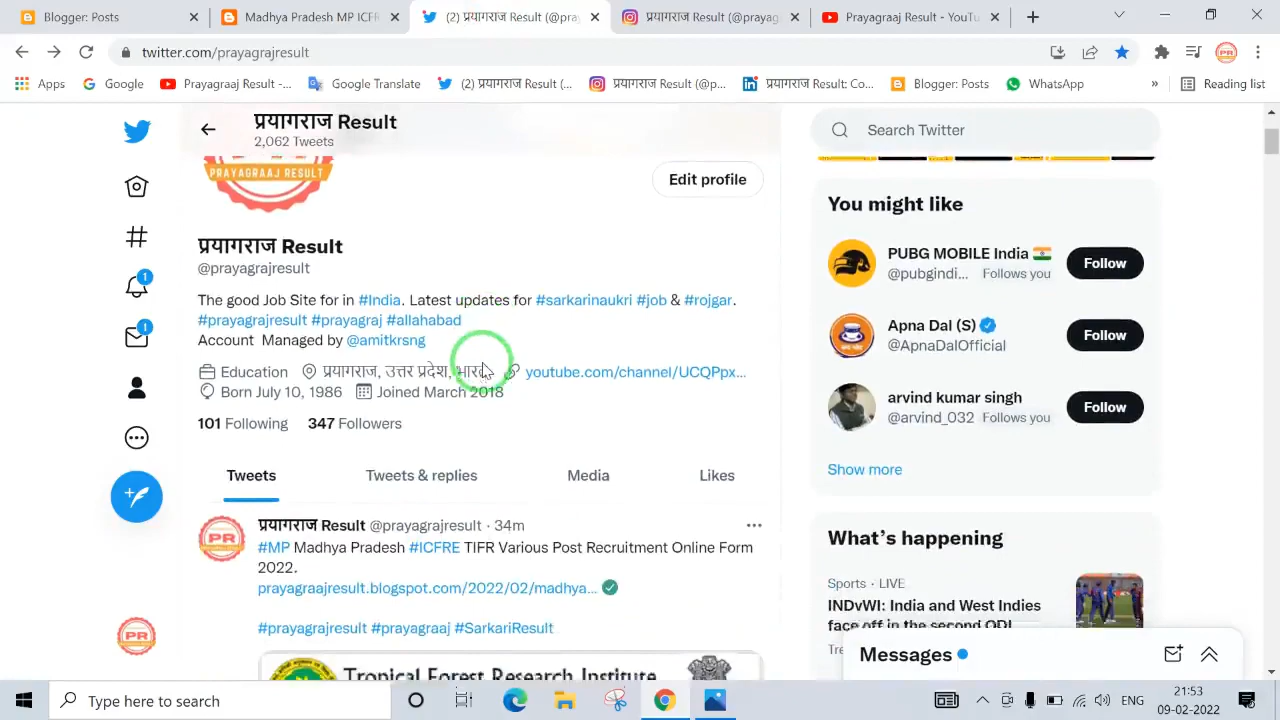 Blogger: Posts
Madhya Pradesh MP ICFR
(2) प्रयागराज Result (@pray
प्रयागराज Result (@prayag
Prayagraaj Result - YouTu
twitter.com/prayagrajresult
Apps
Google
Prayagraaj Result -...
Google Translate
(2) प्रयागराज Result (...
प्रयागराज Result (@p...
प्रयागराज Result: Co...
Blogger: Posts
WhatsApp
»
Reading list
प्रयागराज Result
2,062 Tweets
Search Twitter
PRAYAGRAAJ RESULT
Edit profile
You might like
प्रयागराज Result
@prayagrajresult
The good Job Site for in #India. Latest updates for #sarkarinaukri #job & #rojgar.
#prayagrajresult #prayagraj #allahabad
Account Managed by @amitkrsng
Education प्रयागराज, उत्तर प्रदेश, भारत youtube.com/channel/UCQPpx...
Born July 10, 1986 Joined March 2018
101 Following 347 Followers
PUBG MOBILE India
@pubgindi... Follows you
Follow
Apna Dal (S)
@ApnaDalOfficial
Follow
arvind kumar singh
@arvind_032 Follows you
Follow
Show more
Tweets
Tweets & replies
Media
Likes
प्रयागराज Result @prayagrajresult · 34m
#MP Madhya Pradesh #ICFRE TIFR Various Post Recruitment Online Form
2022.
prayagraajresult.blogspot.com/2022/02/madhya...
#prayagrajresult #prayagraaj #SarkariResult
Tropical Forest Research Institute
What's happening
Sports · LIVE
INDvWI: India and West Indies
face off in the second ODI
Tre
Messages
1
1
PR
PR
PR
Type here to search
ENG
21:53
09-02-2022